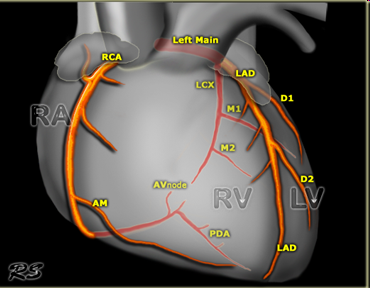 Left Main
RCA
LAD
LCX
D1
M1
RA
M2
D2
AVnode
RV
LV
AM
PDA
LAD
RS